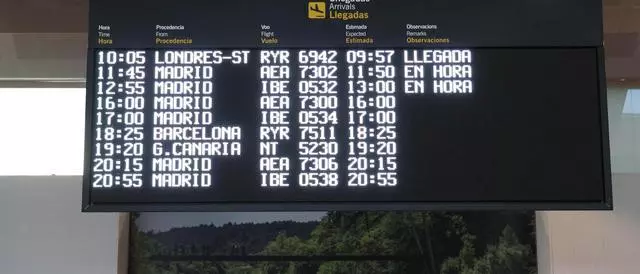 Chegadas
Arrivals
Llegadas
Hora Procedencia Voo Estimada Observacións
Time From Flight Estimated Remarks
Hora Procedencia Vuelo Estimada Observaciones
10:05 LONDRES-ST RYR 6942 09:57 LLEGADA
11:45 MADRID AEA 7302 11:50 EN HORA
12:55 MADRID IBE 0532 13:00 EN HORA
16:00 MADRID AEA 7300 16:00
17:00 MADRID IBE 0534 17:00
18:25 BARCELONA RYR 7511 18:25
19:20 G.CANARIA NT 5230 19:20
20:15 MADRID AEA 7306 20:15
20:55 MADRID IBE 0538 20:55